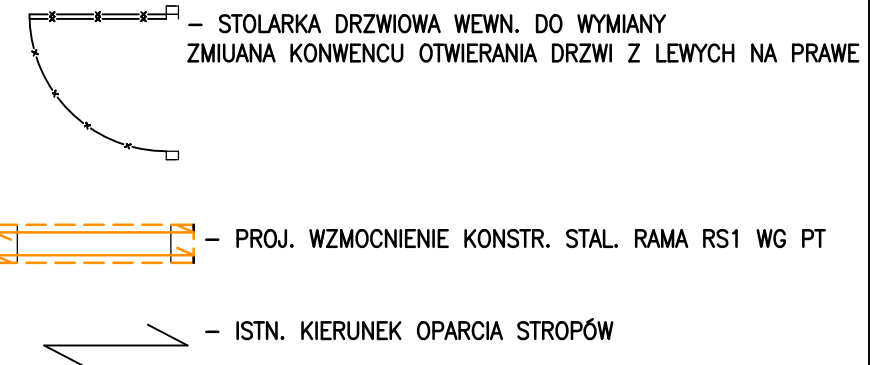 – STOLARKA DRZWIOWA WEWN. DO WYMIANY
ZMIUANA KONWENCU OTWIERANIA DRZWI Z LEWYCH NA PRAWE
– PROJ. WZMOCNIENIE KONSTR. STAL. RAMA RS1 WG PT
– ISTN. KIERUNEK OPARCIA STROPÓW